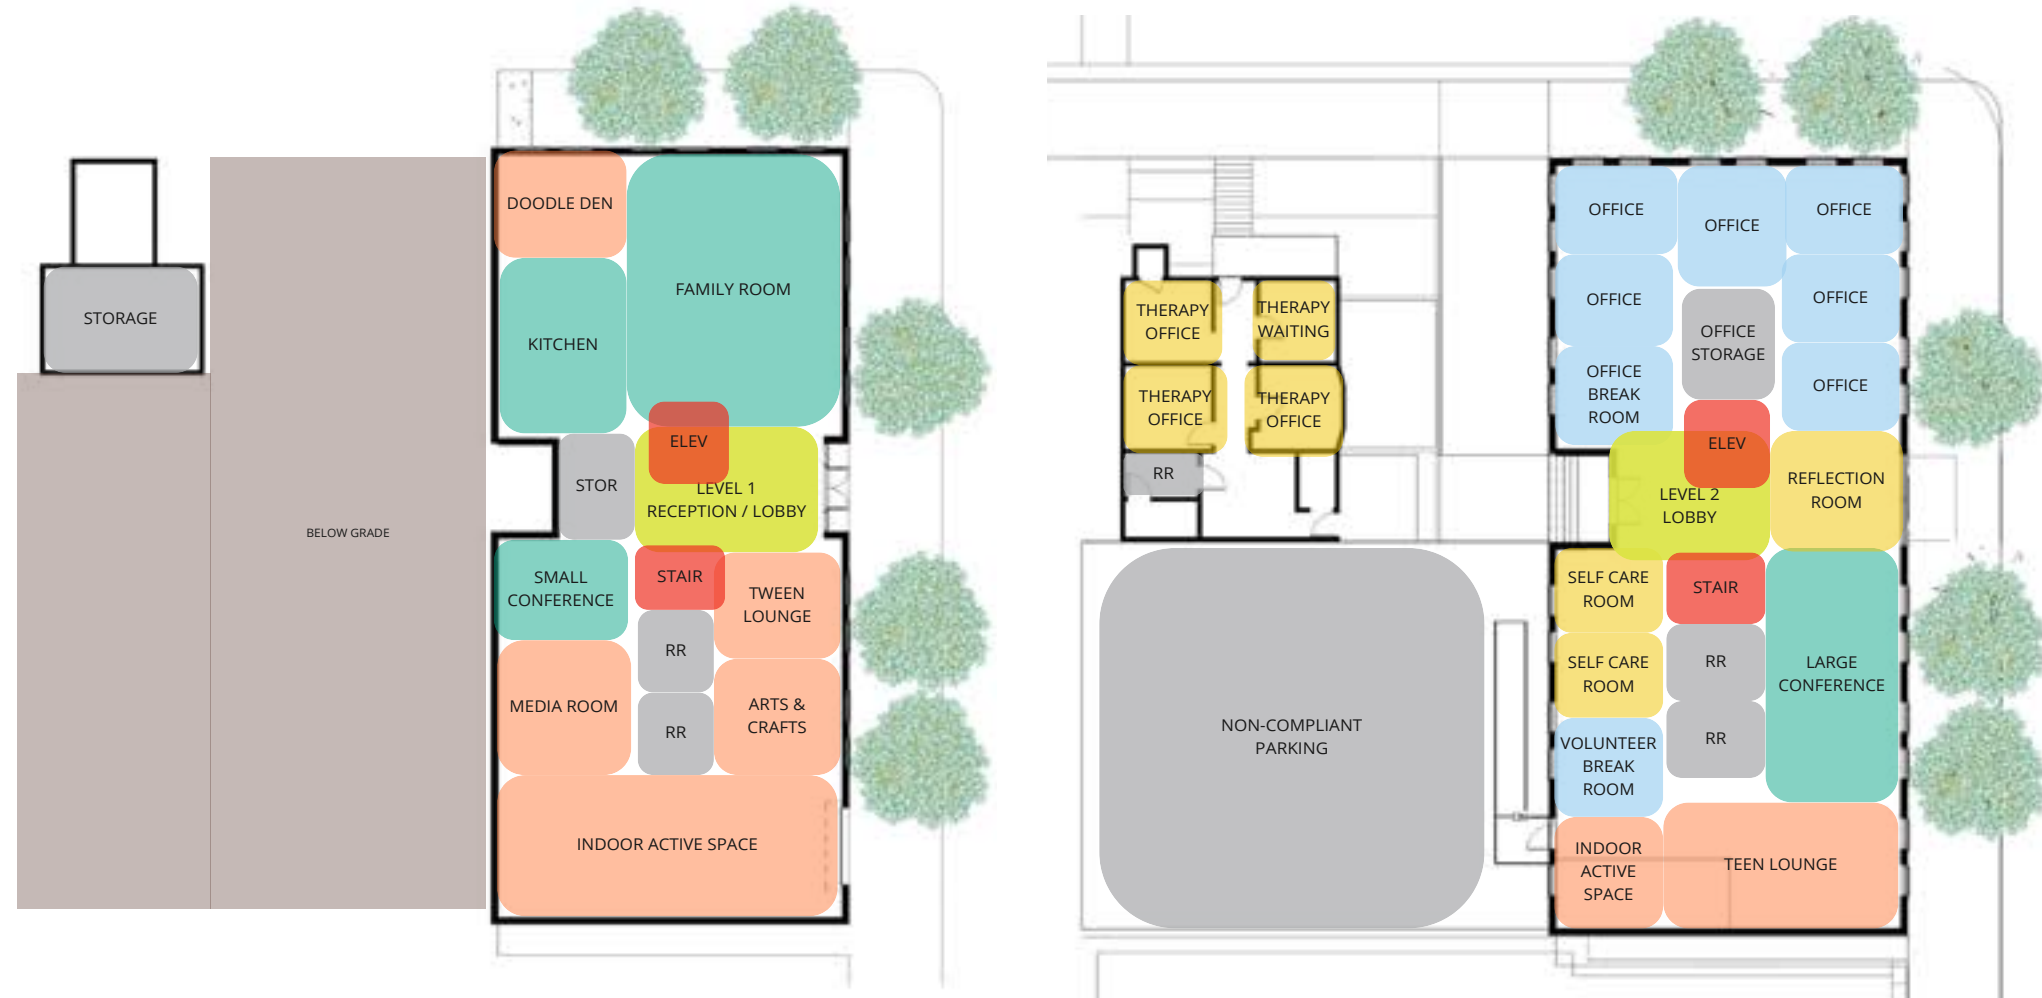 STORAGE
BELOW GRADE
DOODLE DEN
FAMILY ROOM
KITCHEN
ELEV
STOR
LEVEL 1
RECEPTION / LOBBY
SMALL
CONFERENCE
STAIR
TWEEN
LOUNGE
RR
MEDIA ROOM
ARTS &
CRAFTS
RR
INDOOR ACTIVE SPACE
THERAPY
OFFICE
THERAPY
WAITING
THERAPY
OFFICE
THERAPY
OFFICE
RR
NON-COMPLIANT
PARKING
OFFICE
OFFICE
OFFICE
OFFICE
OFFICE
OFFICE
STORAGE
OFFICE
BREAK
ROOM
OFFICE
ELEV
LEVEL 2
LOBBY
REFLECTION
ROOM
SELF CARE
ROOM
STAIR
SELF CARE
ROOM
RR
LARGE
CONFERENCE
RR
VOLUNTEER
BREAK
ROOM
INDOOR
ACTIVE
SPACE
TEEN LOUNGE